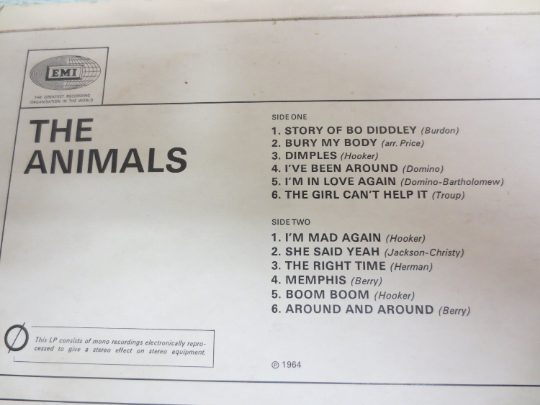 EMI
THE GREATEST RECORDING
ORGANISATION IN THE WORLD
THE
ANIMALS
SIDE ONE
1. STORY OF BO DIDDLEY (Burdon)
2. BURY MY BODY (arr. Price)
3. DIMPLES (Hooker)
4. I'VE BEEN AROUND (Domino)
5. I'M IN LOVE AGAIN (Domino-Bartholomew)
6. THE GIRL CAN'T HELP IT (Troup)
SIDE TWO
1. I'M MAD AGAIN (Hooker)
2. SHE SAID YEAH (Jackson-Christy)
3. THE RIGHT TIME (Herman)
4. MEMPHIS (Berry)
5. BOOM BOOM (Hooker)
6. AROUND AND AROUND (Berry)
This LP consists of mono recordings electronically repro-
cessed to give a stereo effect on stereo equipment.
℗ 1964